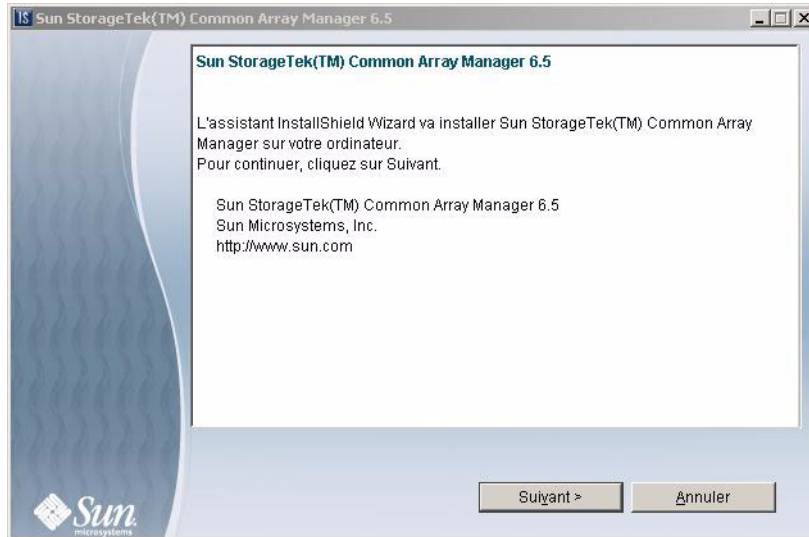 Sun StorageTek(TM) Common Array Manager 6.5
Sun StorageTek(TM) Common Array Manager 6.5
L'assistant InstallShield Wizard va installer Sun StorageTek(TM) Common Array
Manager sur votre ordinateur.
Pour continuer, cliquez sur Suivant.
Sun StorageTek(TM) Common Array Manager 6.5
Sun Microsystems, Inc.
http://www.sun.com
Suivant >
Annuler
Sun
microsystems